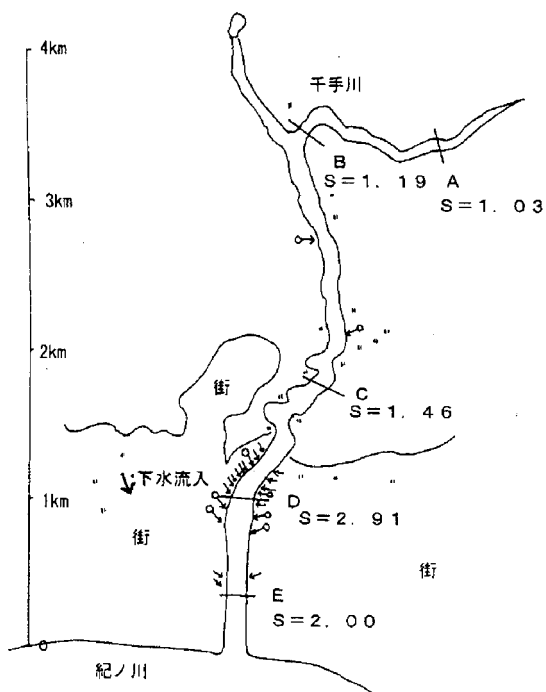 4km
千手川
B
S=1. 19
A
S=1. 03
3km
2km
街
C
S=1. 46
下水流入
1km
D
S=2. 91
街
街
E
S=2. 00
0
紀ノ川